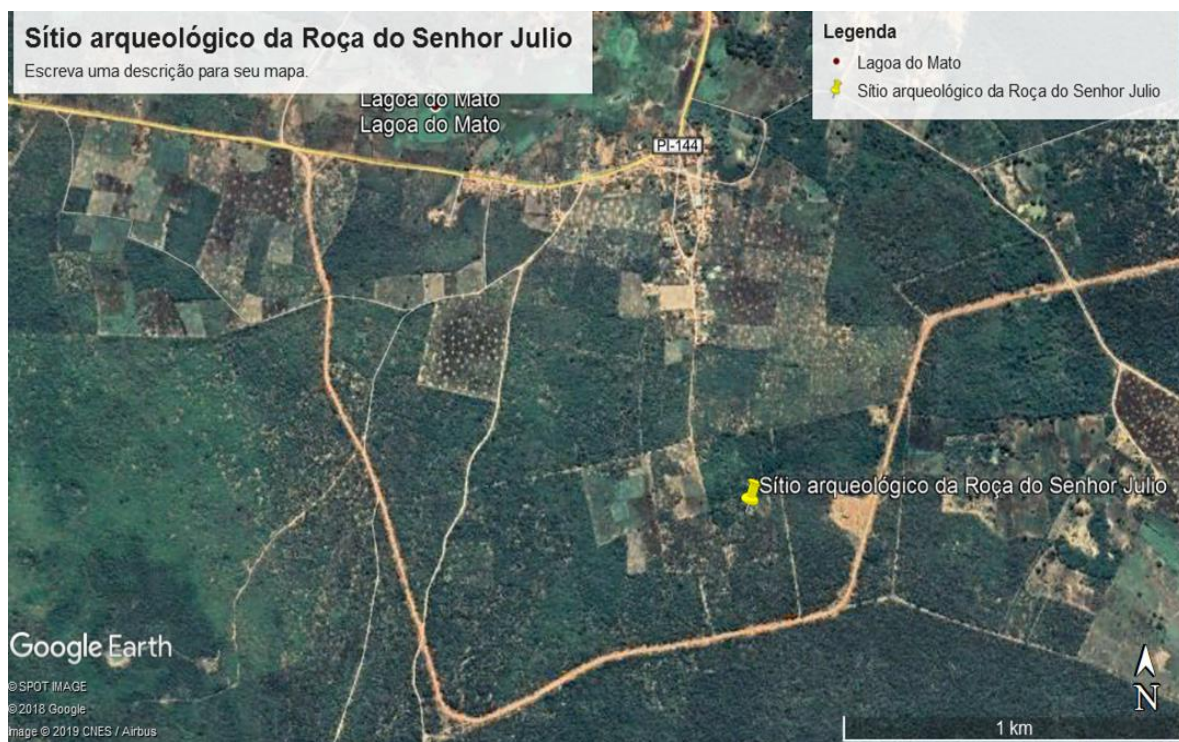 Sítio arqueológico da Roça do Senhor Julio
Escreva uma descrição para seu mapa.
Legenda
Lagoa do Mato
Sítio arqueológico da Roça do Senhor Julio
Lagoa do Mato
Lagoa do Mato
PI-144
Sítio arqueológico da Roça do Senhor Julio
Google Earth
© SPOT IMAGE
© 2018 Google
Image © 2019 CNES / Airbus
N
1 km